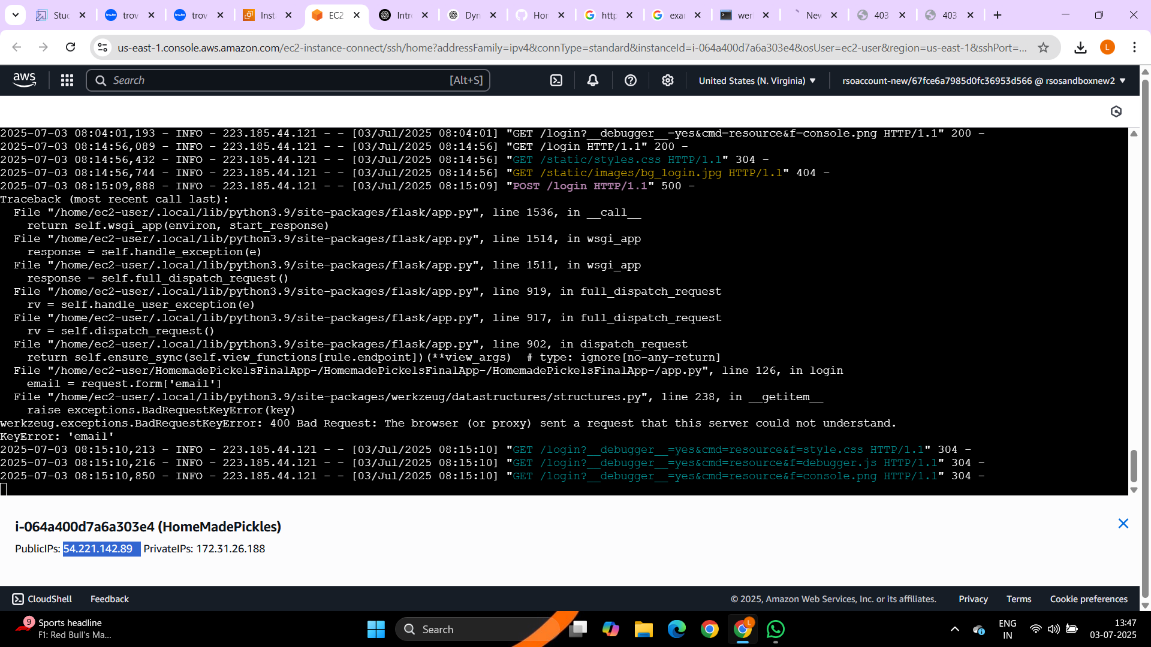 Stud
trov
trov
Inst
EC2
Intro
Dyn
Hor
http
exar
wer
Nev
403
403
us-east-1.console.aws.amazon.com/ec2-instance-connect/ssh/home?addressFamily=ipv4&connType=standard&instanceId=i-064a400d7a6a303e4&osUser=ec2-user&region=us-east-1&sshPort=...
L
aws
Search
[Alt+S]
United States (N. Virginia)
rsoaccount-new/67fce6a7985d0fc36953d566 @ rsosandboxnew2
2025-07-03 08:04:01,193 - INFO - 223.185.44.121 - - [03/Jul/2025 08:04:01] "GET /login?__debugger__=yes&cmd=resource&f=console.png HTTP/1.1" 200 -
2025-07-03 08:14:56,089 - INFO - 223.185.44.121 - - [03/Jul/2025 08:14:56] "GET /login HTTP/1.1" 200 -
2025-07-03 08:14:56,432 - INFO - 223.185.44.121 - - [03/Jul/2025 08:14:56] "GET /static/styles.css HTTP/1.1" 304 -
2025-07-03 08:14:56,744 - INFO - 223.185.44.121 - - [03/Jul/2025 08:14:56] "GET /static/images/bg_login.jpg HTTP/1.1" 404 -
2025-07-03 08:15:09,888 - INFO - 223.185.44.121 - - [03/Jul/2025 08:15:09] "POST /login HTTP/1.1" 500 -
Traceback (most recent call last):
File "/home/ec2-user/.local/lib/python3.9/site-packages/flask/app.py", line 1536, in __call__
return self.wsgi_app(environ, start_response)
File "/home/ec2-user/.local/lib/python3.9/site-packages/flask/app.py", line 1514, in wsgi_app
response = self.handle_exception(e)
File "/home/ec2-user/.local/lib/python3.9/site-packages/flask/app.py", line 1511, in wsgi_app
response = self.full_dispatch_request()
File "/home/ec2-user/.local/lib/python3.9/site-packages/flask/app.py", line 919, in full_dispatch_request
rv = self.handle_user_exception(e)
File "/home/ec2-user/.local/lib/python3.9/site-packages/flask/app.py", line 917, in full_dispatch_request
rv = self.dispatch_request()
File "/home/ec2-user/.local/lib/python3.9/site-packages/flask/app.py", line 902, in dispatch_request
return self.ensure_sync(self.view_functions[rule.endpoint])(**view_args)  # type: ignore[no-any-return]
File "/home/ec2-user/HomemadePickelsFinalApp-/HomemadePickelsFinalApp-/HomemadePickelsFinalApp-/app.py", line 126, in login
email = request.form['email']
File "/home/ec2-user/.local/lib/python3.9/site-packages/werkzeug/datastructures/structures.py", line 238, in __getitem__
raise exceptions.BadRequestKeyError(key)
werkzeug.exceptions.BadRequestKeyError: 400 Bad Request: The browser (or proxy) sent a request that this server could not understand.
KeyError: 'email'
2025-07-03 08:15:10,213 - INFO - 223.185.44.121 - - [03/Jul/2025 08:15:10] "GET /login?__debugger__=yes&cmd=resource&f=style.css HTTP/1.1" 304 -
2025-07-03 08:15:10,216 - INFO - 223.185.44.121 - - [03/Jul/2025 08:15:10] "GET /login?__debugger__=yes&cmd=resource&f=debugger.js HTTP/1.1" 304 -
2025-07-03 08:15:10,850 - INFO - 223.185.44.121 - - [03/Jul/2025 08:15:10] "GET /login?__debugger__=yes&cmd=resource&f=console.png HTTP/1.1" 304 -
i-064a400d7a6a303e4 (HomeMadePickles)
PublicIPs: 54.221.142.89 PrivateIPs: 172.31.26.188
CloudShell
Feedback
© 2025, Amazon Web Services, Inc. or its affiliates.
Privacy
Terms
Cookie preferences
9
Sports headline
F1: Red Bull's Ma...
Search
L
ENG
IN
13:47
03-07-2025